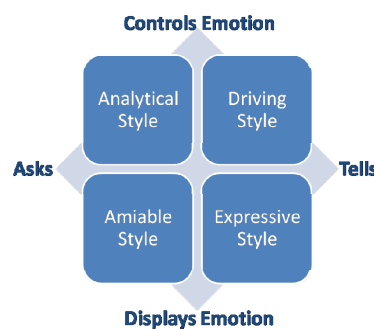 Controls Emotion
Analytical
Style
Driving
Style
Asks
Tells
Amiable
Style
Expressive
Style
Displays Emotion